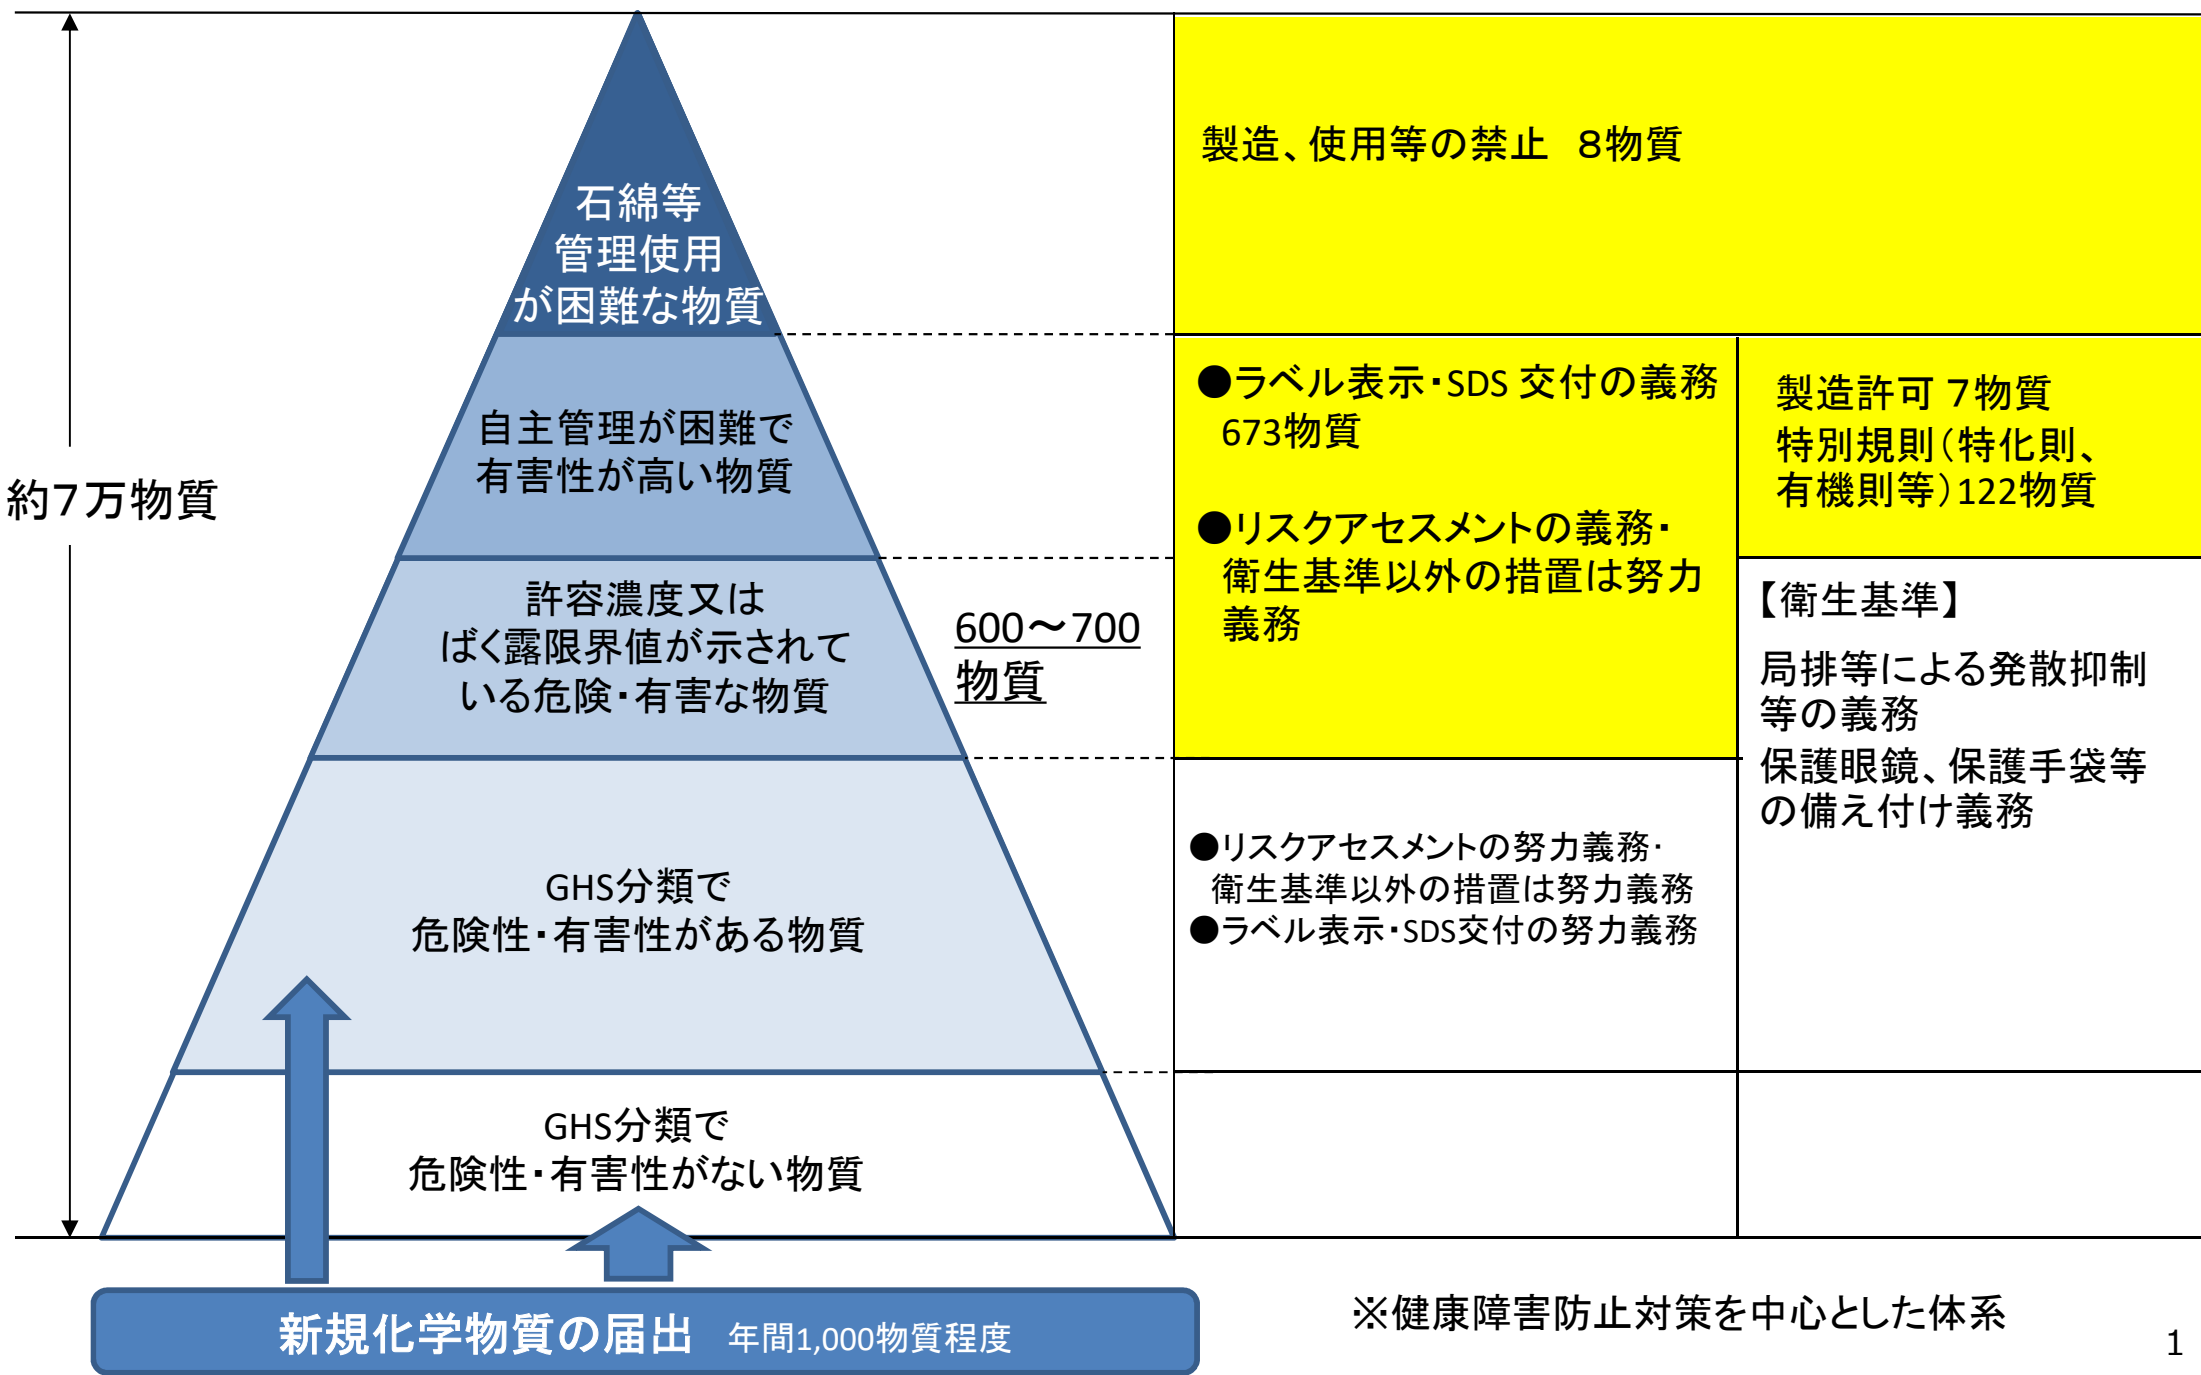 約7万物質
石綿等
管理使用
が困難な物質
自主管理が困難で
有害性が高い物質
許容濃度又は
ばく露限界値が示されて
いる危険・有害な物質
600～700
物質
GHS分類で
危険性・有害性がある物質
GHS分類で
危険性・有害性がない物質
新規化学物質の届出　年間1,000物質程度
製造、使用等の禁止　８物質
●ラベル表示・SDS 交付の義務
673物質
●リスクアセスメントの義務・
衛生基準以外の措置は努力
義務
製造許可 ７物質
特別規則（特化則、
有機則等）122物質
【衛生基準】
局排等による発散抑制
等の義務
保護眼鏡、保護手袋等
の備え付け義務
●リスクアセスメントの努力義務・
衛生基準以外の措置は努力義務
●ラベル表示・SDS交付の努力義務
※健康障害防止対策を中心とした体系
1